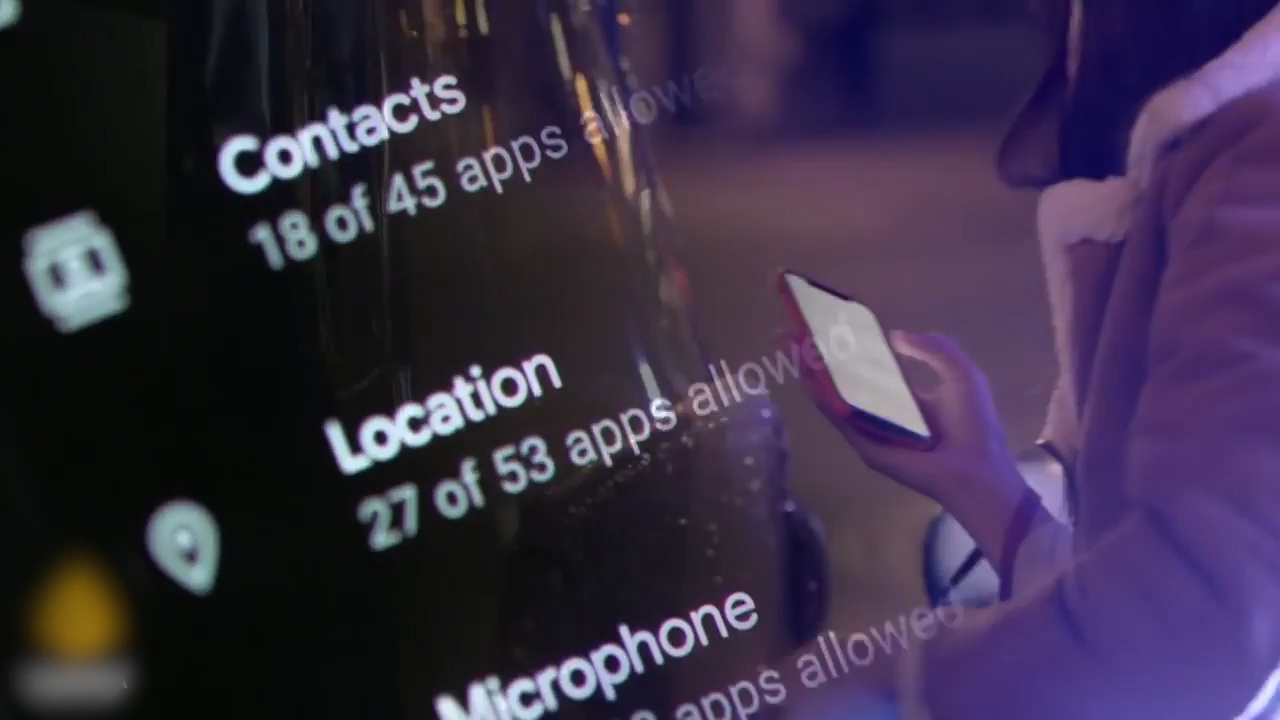 Contacts
18 of 45 apps allowed
Location
27 of 53 apps allowed
Microphone
apps allowed